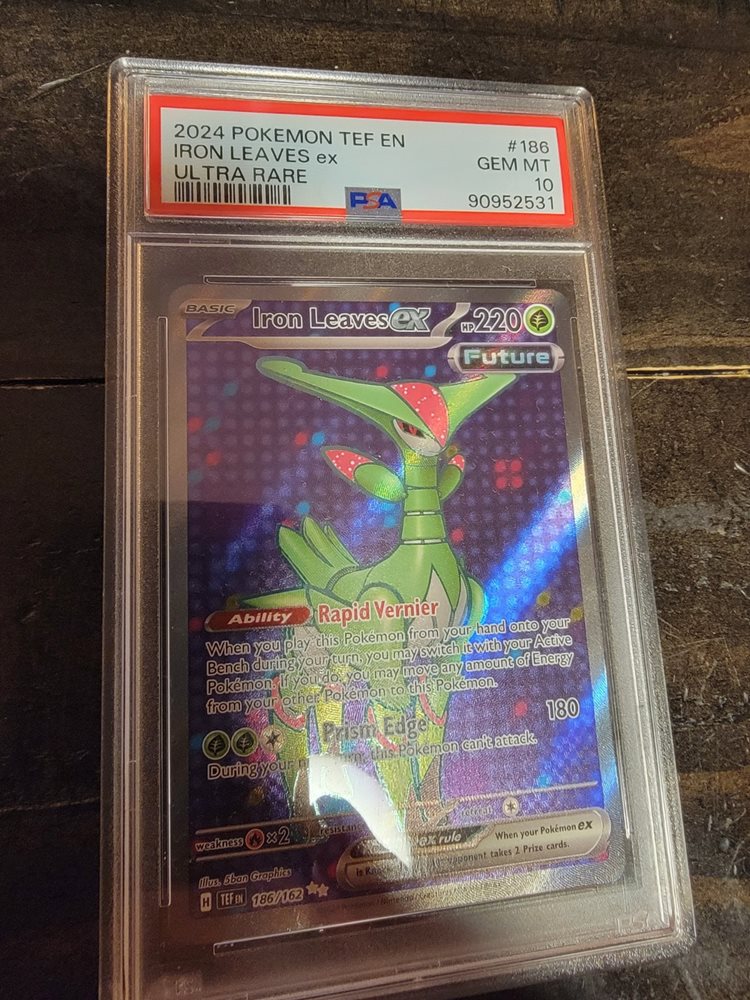 2024 POKEMON TEF EN
#186
IRON LEAVES ex
GEM MT
ULTRA RARE
10
PSA
90952531
BASIC
Iron Leaves ex
HP 220
Future
Ability Rapid Vernier
When you play this Pokémon from your hand onto your
Bench during your turn, you may switch it with your Active
Pokémon. If you do, you may move any amount of Energy
from your other Pokémon to this Pokémon.
Prism Edge 180
During your turn, this Pokémon can't attack.
weakness ×2
retreat
ex rule
When your Pokémon ex
opponent takes 2 Prize cards.
Illus. 5ban Graphics
H TEF EN 186/162